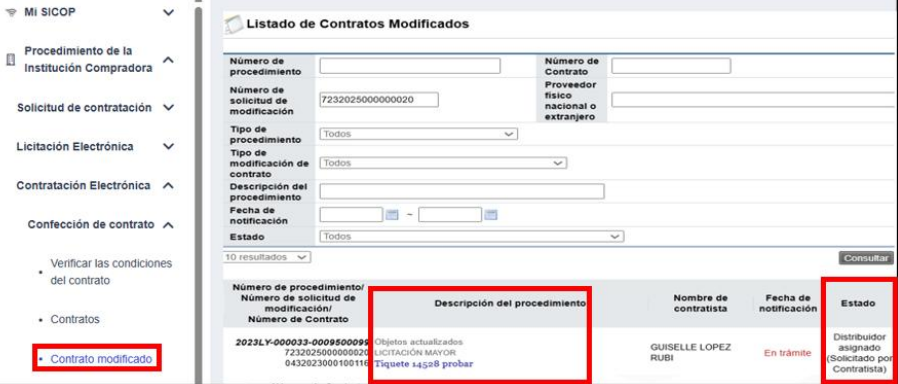 Mi SICOP
Procedimiento de la
Institución Compradora
Solicitud de contratación
Licitación Electrónica
Contratación Electrónica
Confección de contrato
Verificar las condiciones
del contrato
Contratos
Contrato modificado
Listado de Contratos Modificados
Número de
procedimiento
Número de
Contrato
Número de
solicitud de
modificación
7232025000000020
Proveedor
físico
nacional o
extranjero
Tipo de
procedimiento
Todos
Tipo de
modificación de
contrato
Todos
Descripción del
procedimiento
Fecha de
notificación
~
Estado
Todos
10 resultados
Consultar
Número de procedimiento/
Número de solicitud de
modificación/
Número de Contrato
Descripción del procedimiento
Nombre de
contratista
Fecha de
notificación
Estado
2023LY-000033-0009500099
7232025000000020
0432023000100116
Objetos actualizados
LICITACIÓN MAYOR
Tiquete 14528 probar
GUISELLE LOPEZ
RUBI
En trámite
Distribuidor
asignado
(Solicitado por
Contratista)